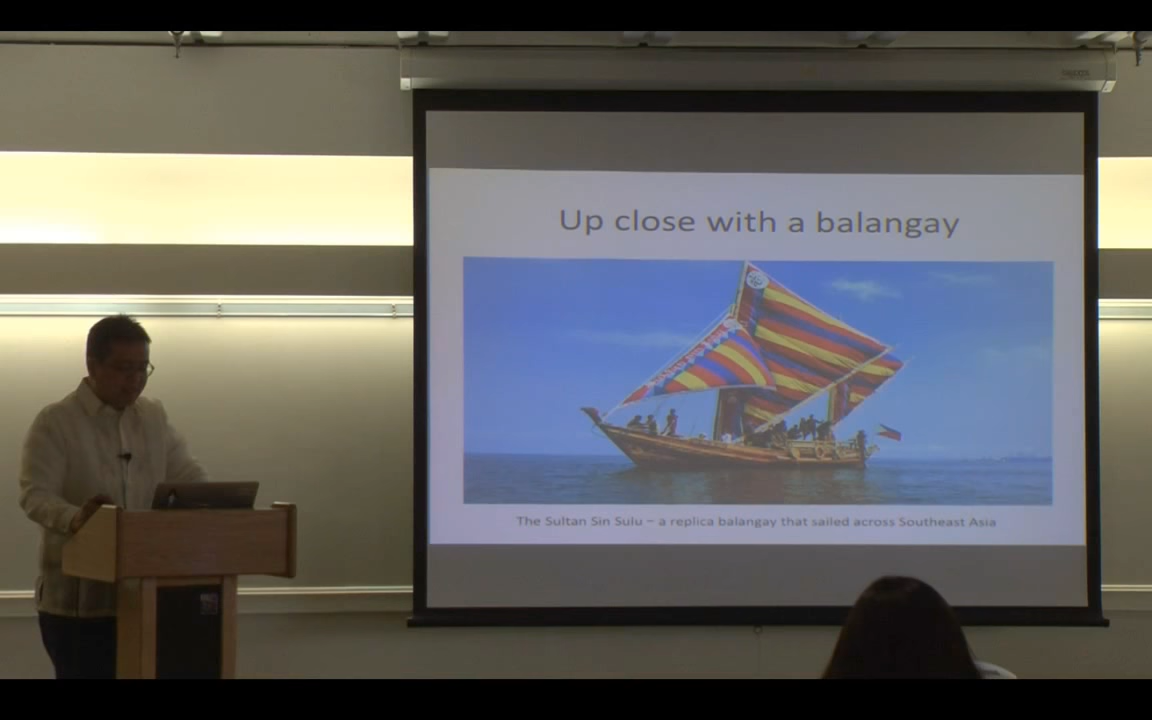 Up close with a balangay
The Sultan Sin Sulu – a replica balangay that sailed across Southeast Asia